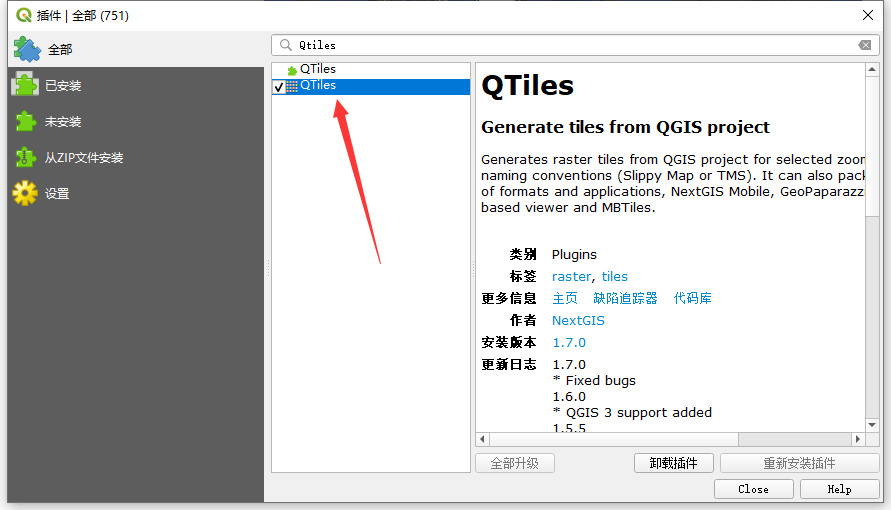 插件 | 全部 (751)
全部
已安装
未安装
从ZIP文件安装
设置
Qtiles
QTiles
QTiles
QTiles
Generate tiles from QGIS project
Generates raster tiles from QGIS project for selected zoom
naming conventions (Slippy Map or TMS). It can also pack
of formats and applications, NextGIS Mobile, GeoPaparazzi
based viewer and MBTiles.
类别 Plugins
标签 raster, tiles
更多信息 主页 缺陷追踪器 代码库
作者 NextGIS
安装版本 1.7.0
更新日志 1.7.0
* Fixed bugs
1.6.0
* QGIS 3 support added
1.5.5
全部升级 卸载插件 重新安装插件
Close Help